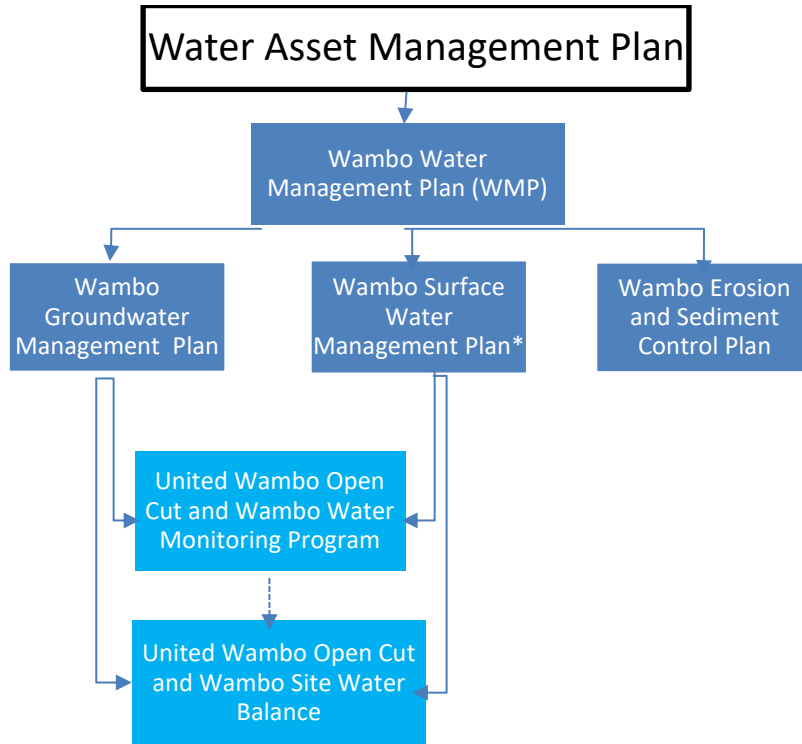 Water Asset Management Plan
Wambo Water
Management Plan (WMP)
Wambo
Groundwater
Management Plan
Wambo Surface
Water
Management Plan*
Wambo Erosion
and Sediment
Control Plan
United Wambo Open
Cut and Wambo Water
Monitoring Program
United Wambo Open Cut
and Wambo Site Water
Balance